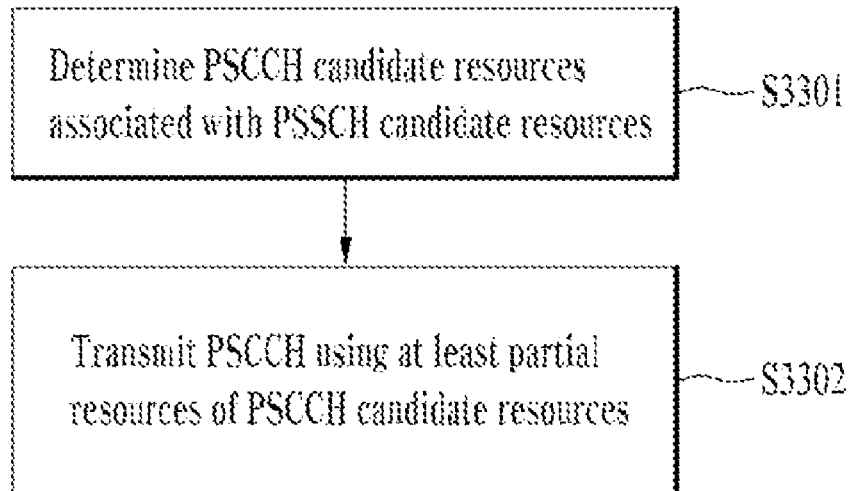 Determine PSCCH candidate resources
associated with PSSCH candidate resources
S3301
Transmit PSCCH using at least partial
resources of PSCCH candidate resources
S3302